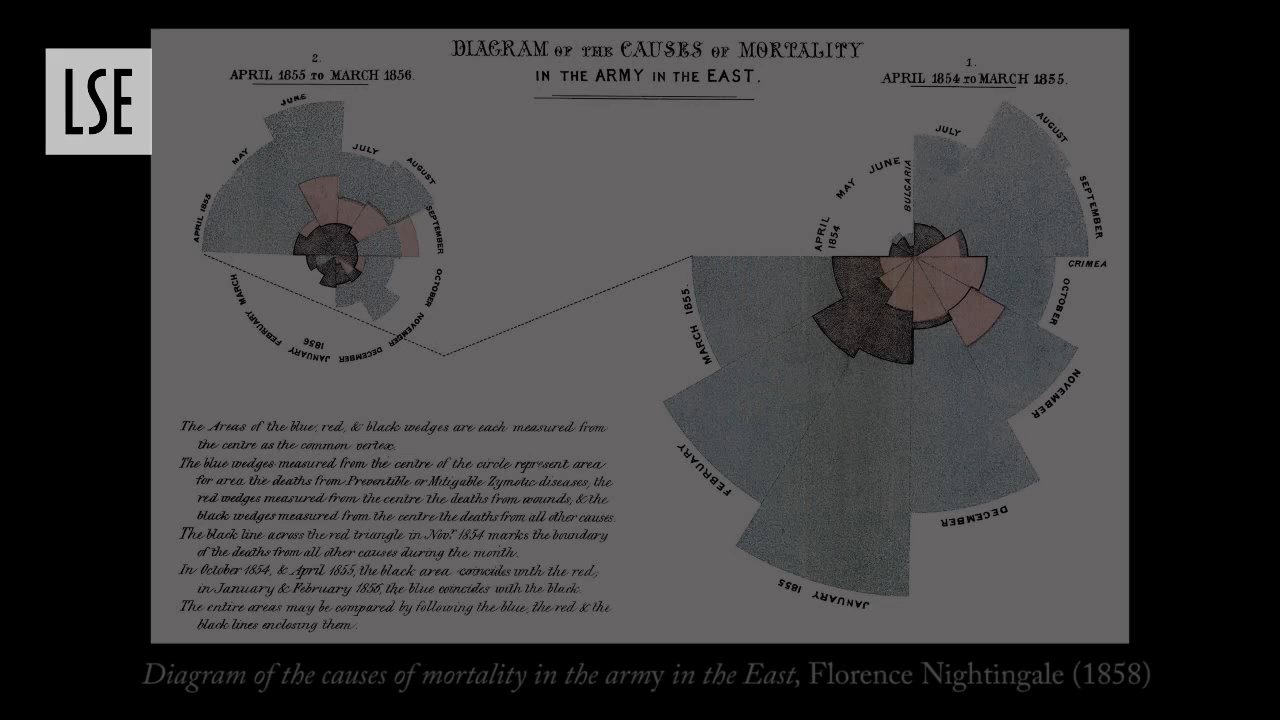 LSE
DIAGRAM OF THE CAUSES OF MORTALITY
IN THE ARMY IN THE EAST.
2.
APRIL 1855 TO MARCH 1856.
1.
APRIL 1854 TO MARCH 1855.
APRIL 1855
MAY
JUNE
JULY
AUGUST
SEPTEMBER
OCTOBER
NOVEMBER
DECEMBER
JANUARY
1856
FEBRUARY
MARCH
APRIL
1854
MAY
JUNE
BULGARIA
JULY
AUGUST
SEPTEMBER
CRIMEA
OCTOBER
NOVEMBER
DECEMBER
JANUARY 1855
FEBRUARY
MARCH 1855
The Areas of the blue, red, & black wedges are each measured from
the centre as the common vertex.
The blue wedges measured from the centre of the circle represent area
for area the deaths from Preventible or Mitigable Zymotic diseases, the
red wedges measured from the centre the deaths from wounds, & the
black wedges measured from the centre the deaths from all other causes.
The black line across the red triangle in Novr. 1854 marks the boundary
of the deaths from all other causes during the month.
In October 1854, & April 1855, the black area coincides with the red;
in January & February 1856, the blue coincides with the black.
The entire areas may be compared by following the blue, the red & the
black lines enclosing them.
Diagram of the causes of mortality in the army in the East, Florence Nightingale (1858)